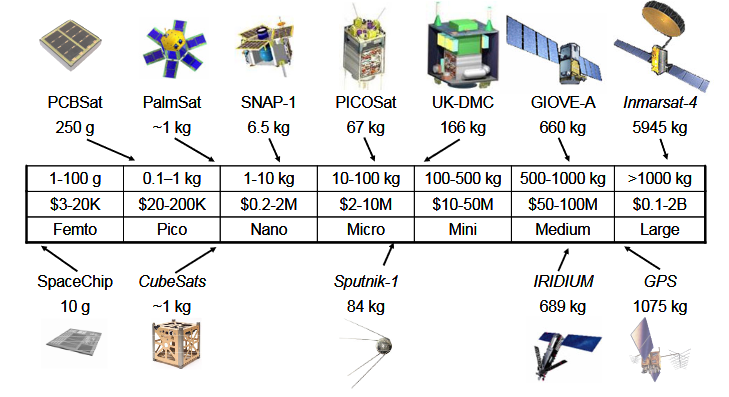 PCBSat PalmSat SNAP-1 PICOSat UK-DMC GIOVE-A Inmarsat-4
250 g ~1 kg 6.5 kg 67 kg 166 kg 660 kg 5945 kg
1-100 g 0.1–1 kg 1-10 kg 10-100 kg 100-500 kg 500-1000 kg >1000 kg
$3-20K $20-200K $0.2-2M $2-10M $10-50M $50-100M $0.1-2B
Femto Pico Nano Micro Mini Medium Large
SpaceChip CubeSats Sputnik-1 IRIDIUM GPS
10 g ~1 kg 84 kg 689 kg 1075 kg